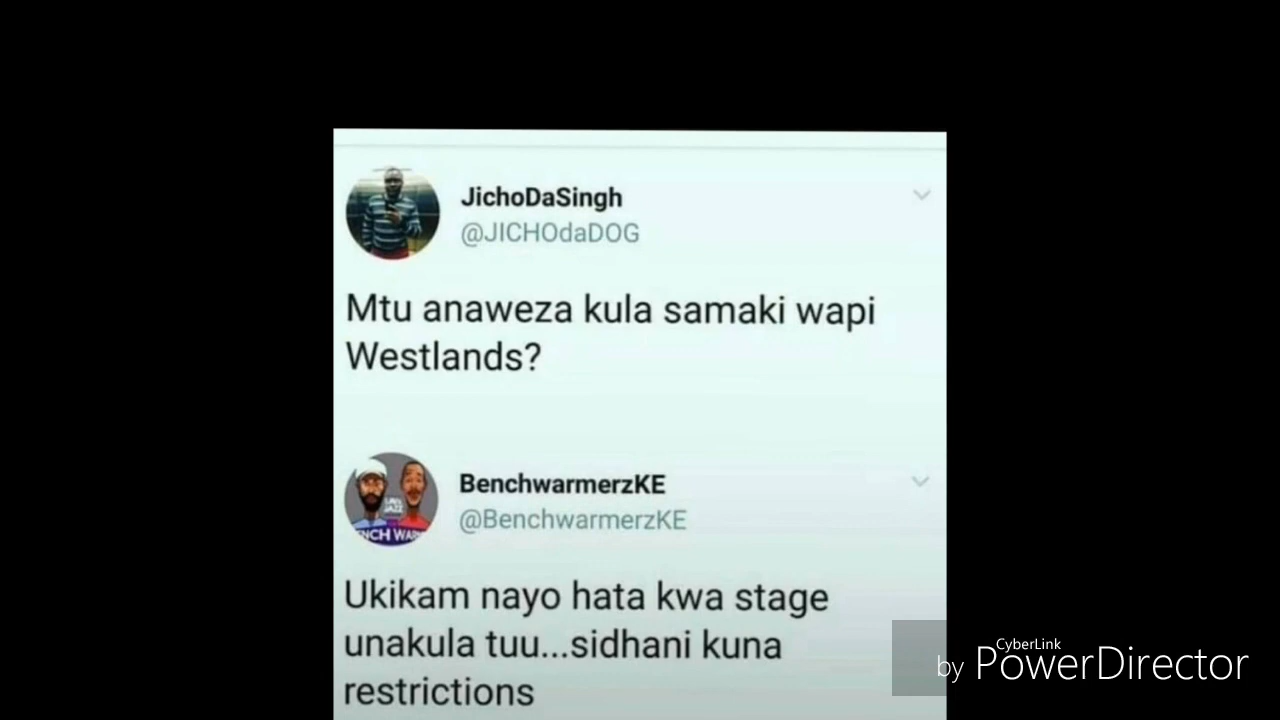 JichoDaSingh
@JICHOdaDOG
Mtu anaweza kula samaki wapi
Westlands?
BenchwarmerzKE
@BenchwarmerzKE
Ukikam nayo hata kwa stage
unakula tuu...sidhani kuna
restrictions
CyberLink
by PowerDirector